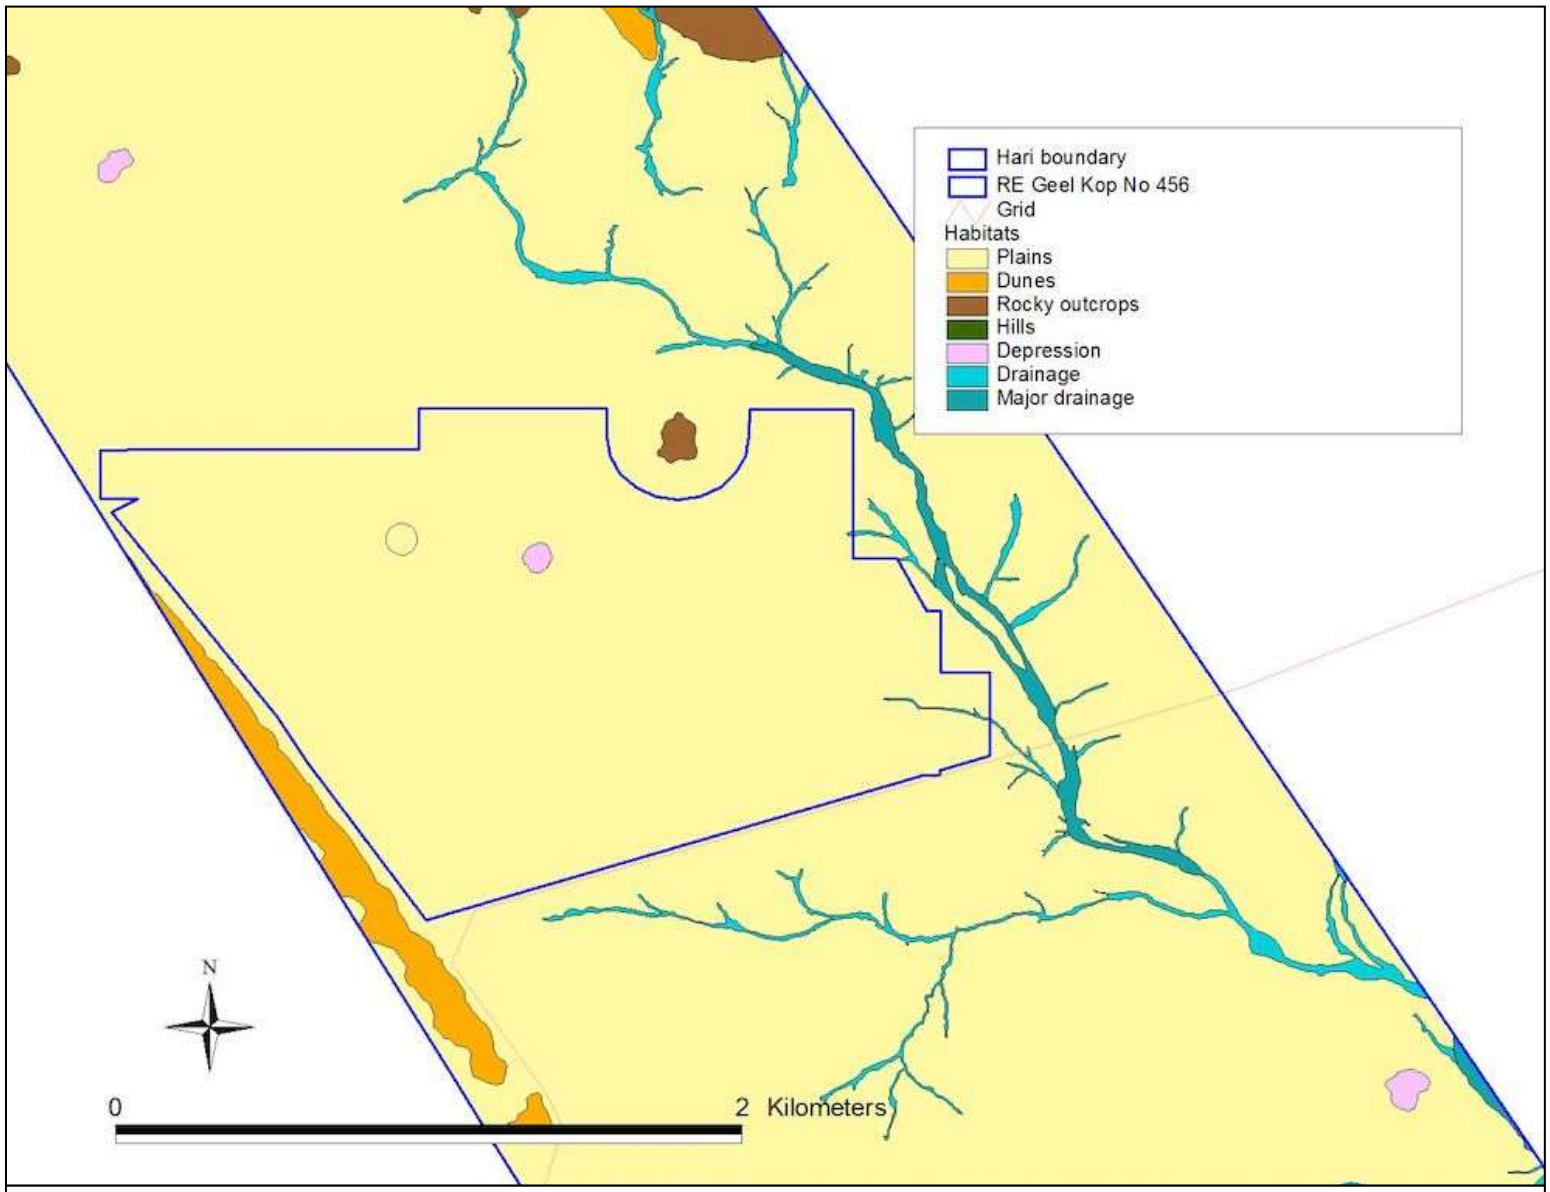 Hari boundary
RE Geel Kop No 456
Grid
Habitats
Plains
Dunes
Rocky outcrops
Hills
Depression
Drainage
Major drainage
N
0 2 Kilometers